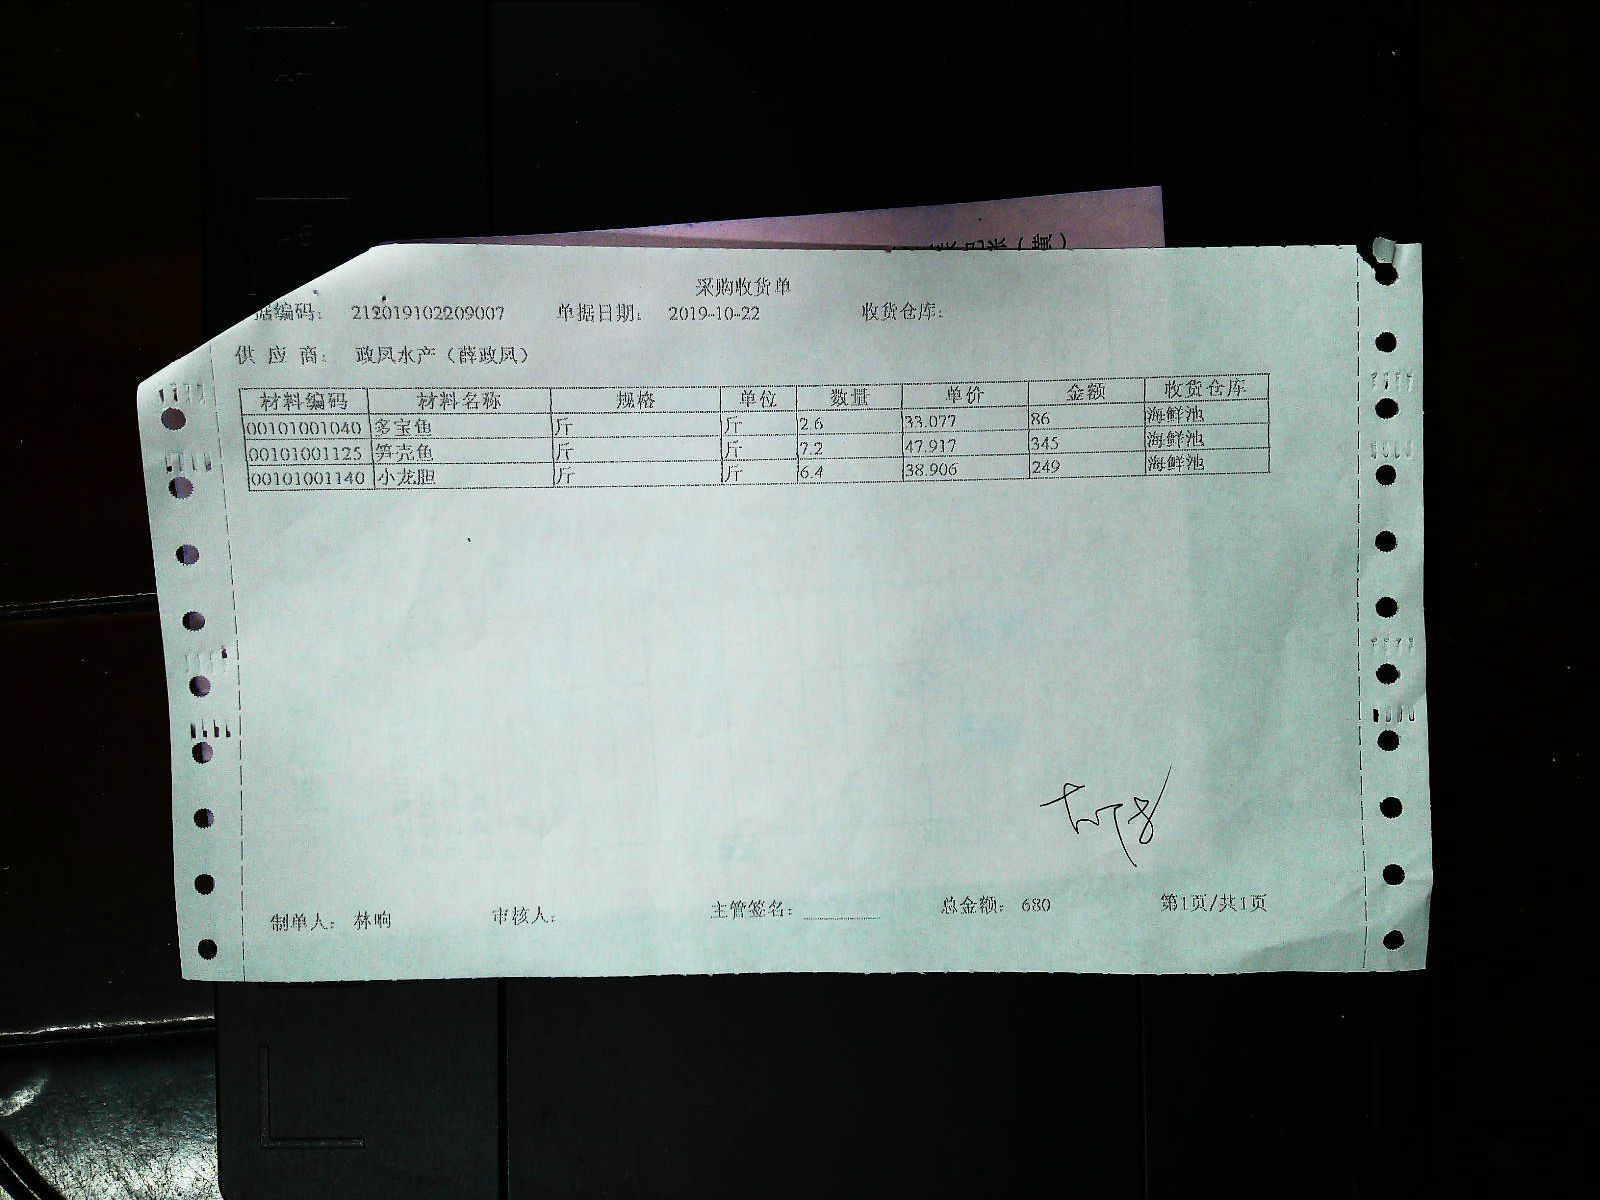 采购收货单
据编码: 212019102209007 单据日期: 2019-10-22 收货仓库:
供应商: 政凤水产（薛政凤）
材料编码 材料名称 规格 单位 数量 单价 金额 收货仓库
00101001040 多宝鱼 斤 斤 2.6 33.077 86 海鲜池
00101001125 笋壳鱼 斤 斤 7.2 47.917 345 海鲜池
00101001140 小龙胆 斤 斤 6.4 38.906 249 海鲜池
制单人: 林响 审核人: 主管签名: 总金额: 680 第1页/共1页